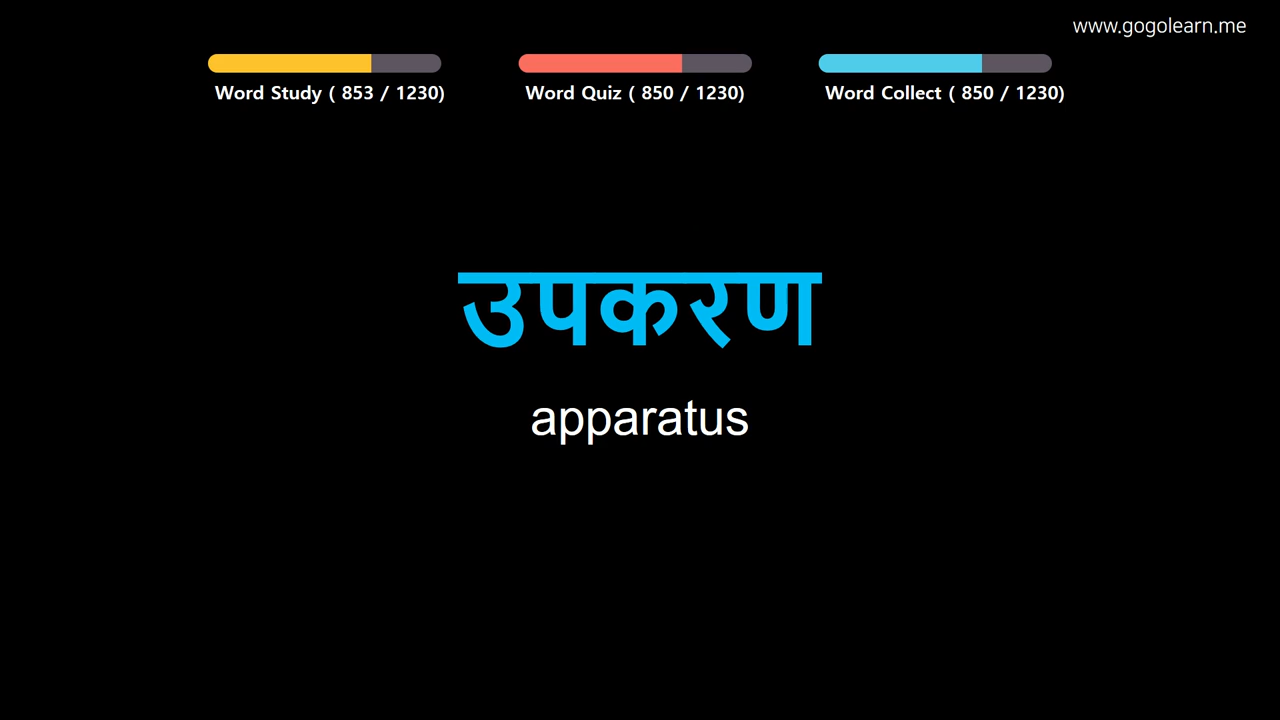 www.gogolearn.me
Word Study ( 853 / 1230)
Word Quiz ( 850 / 1230)
Word Collect ( 850 / 1230)
उपकरण
apparatus